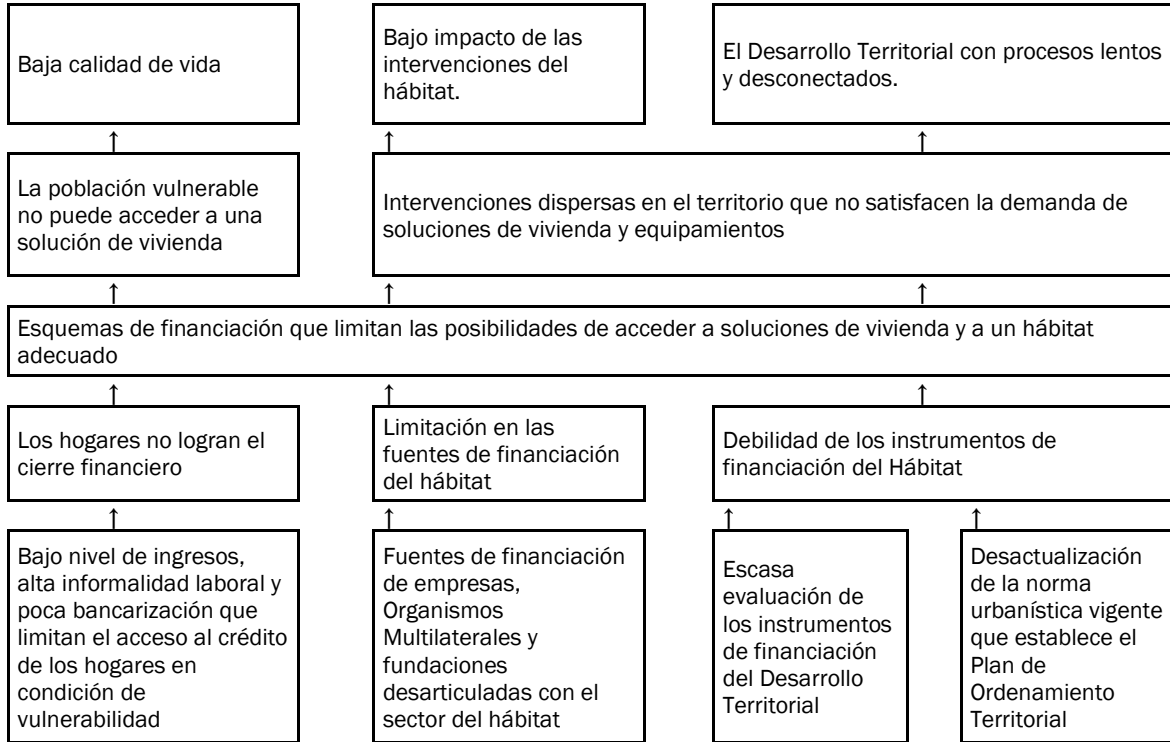 Baja calidad de vida
Bajo impacto de las
intervenciones del
hábitat.
El Desarrollo Territorial con procesos lentos
y desconectados.
↑ ↑ ↑
La población vulnerable
no puede acceder a una
solución de vivienda
Intervenciones dispersas en el territorio que no satisfacen la demanda de
soluciones de vivienda y equipamientos
↑ ↑ ↑
Esquemas de financiación que limitan las posibilidades de acceder a soluciones de vivienda y a un hábitat
adecuado
↑ ↑ ↑
Los hogares no logran el
cierre financiero
Limitación en las
fuentes de financiación
del hábitat
Debilidad de los instrumentos de
financiación del Hábitat
↑ ↑ ↑ ↑
Bajo nivel de ingresos,
alta informalidad laboral y
poca bancarización que
limitan el acceso al crédito
de los hogares en
condición de
vulnerabilidad
Fuentes de financiación
de empresas,
Organismos
Multilaterales y
fundaciones
desarticuladas con el
sector del hábitat
Escasa
evaluación de
los instrumentos
de financiación
del Desarrollo
Territorial
Desactualización
de la norma
urbanística vigente
que establece el
Plan de
Ordenamiento
Territorial